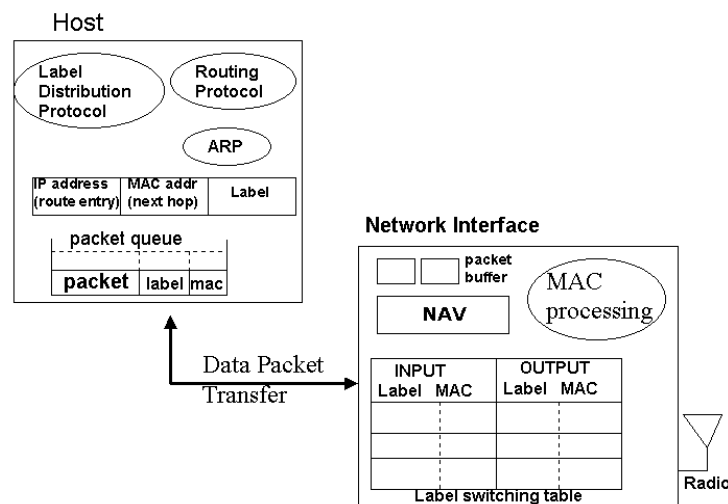 Host
Label
Distribution
Protocol
Routing
Protocol
ARP
IP address
(route entry)
MAC addr
(next hop)
Label
packet queue
packet label mac
Data Packet
Transfer
Network Interface
packet
buffer
NAV
MAC
processing
INPUT OUTPUT
Label MAC Label MAC
Label switching table
Radio